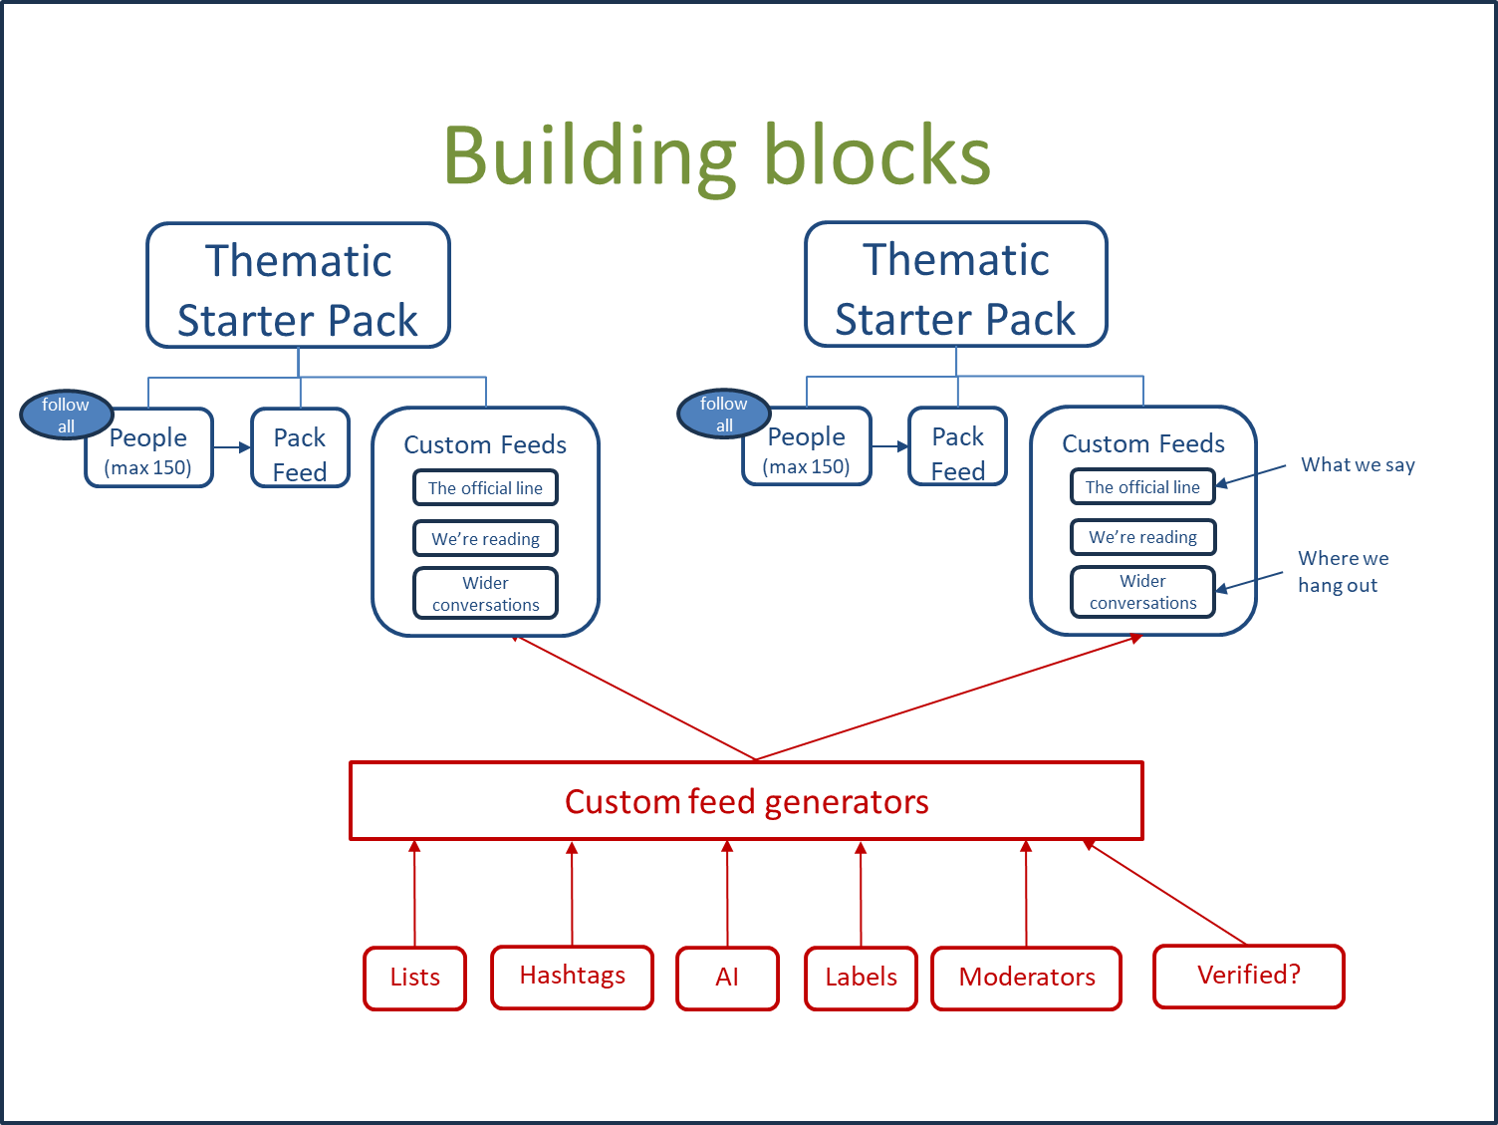 Building blocks
Thematic
Starter Pack
follow
all
People
(max 150)
Pack
Feed
Custom Feeds
The official line
We’re reading
Wider
conversations
Thematic
Starter Pack
follow
all
People
(max 150)
Pack
Feed
Custom Feeds
The official line
We’re reading
Wider
conversations
What we say
Where we
hang out
Custom feed generators
Lists
Hashtags
AI
Labels
Moderators
Verified?